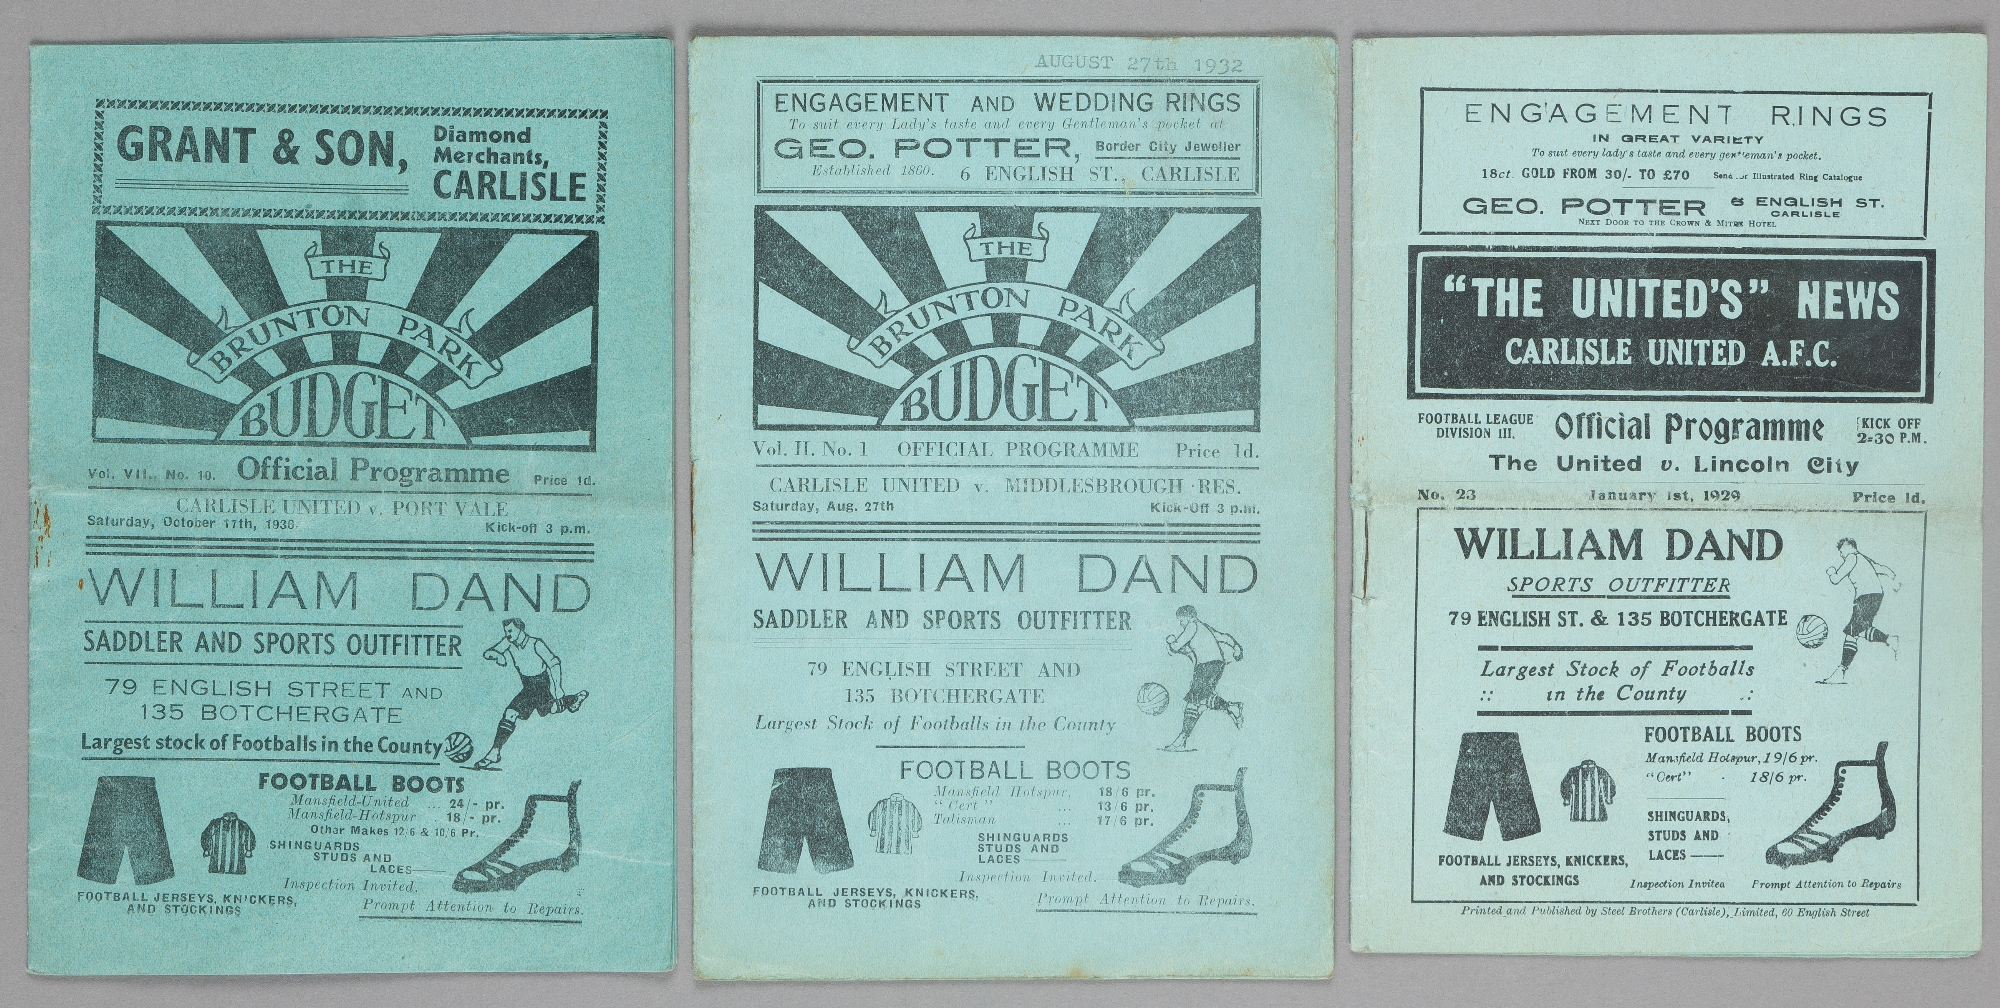 GRANT & SON,
Diamond
Merchants,
CARLISLE
THE
BRUNTON PARK
BUDGET
Vol. VII., No. 10. Official Programme Price 1d.
CARLISLE UNITED v. PORT VALE
Saturday, October 17th, 1936 Kick-off 3 p.m.
WILLIAM DAND
SADDLER AND SPORTS OUTFITTER
79 ENGLISH STREET AND
135 BOTCHERGATE
Largest stock of Footballs in the County
FOOTBALL BOOTS
Mansfield-United ... 24/- pr.
Mansfield-Hotspur ... 18/- pr.
Other Makes 12/6 & 10/6 Pr.
SHINGUARDS
STUDS AND
LACES
Inspection Invited.
FOOTBALL JERSEYS, KNICKERS,
AND STOCKINGS
Prompt Attention to Repairs.
AUGUST 27th 1932
ENGAGEMENT AND WEDDING RINGS
To suit every Lady's taste and every Gentleman's pocket at
GEO. POTTER, Border City Jeweller
Established 1860. 6 ENGLISH ST., CARLISLE
THE
BRUNTON PARK
BUDGET
Vol. II. No. 1 OFFICIAL PROGRAMME Price 1d.
CARLISLE UNITED v. MIDDLESBROUGH RES.
Saturday, Aug. 27th Kick-Off 3 p.m.
WILLIAM DAND
SADDLER AND SPORTS OUTFITTER
79 ENGLISH STREET AND
135 BOTCHERGATE
Largest Stock of Footballs in the County
FOOTBALL BOOTS
Mansfield Hotspur, 18/6 pr.
"Cert" ... 13/6 pr.
Talisman ... 17/6 pr.
SHINGUARDS
STUDS AND
LACES
Inspection Invited.
FOOTBALL JERSEYS, KNICKERS,
AND STOCKINGS
Prompt Attention to Repairs.
ENGAGEMENT RINGS
IN GREAT VARIETY
To suit every lady's taste and every gentleman's pocket.
18ct. GOLD FROM 30/- TO £70 Send for Illustrated Ring Catalogue
GEO. POTTER 6 ENGLISH ST.
CARLISLE
NEXT DOOR TO THE CROWN & MITRE HOTEL
"THE UNITED'S" NEWS
CARLISLE UNITED A.F.C.
FOOTBALL LEAGUE
DIVISION III.
Official Programme
KICK OFF
2-30 P.M.
The United v. Lincoln City
No. 23 January 1st, 1929 Price 1d.
WILLIAM DAND
SPORTS OUTFITTER
79 ENGLISH ST. & 135 BOTCHERGATE
Largest Stock of Footballs
:: in the County .:
FOOTBALL BOOTS
Mansfield Hotspur, 19/6 pr.
"Cert" - 18/6 pr.
SHINGUARDS,
STUDS AND
LACES
FOOTBALL JERSEYS, KNICKERS,
AND STOCKINGS
Inspection Invited Prompt Attention to Repairs
Printed and Published by Steel Brothers (Carlisle), Limited, 60 English Street